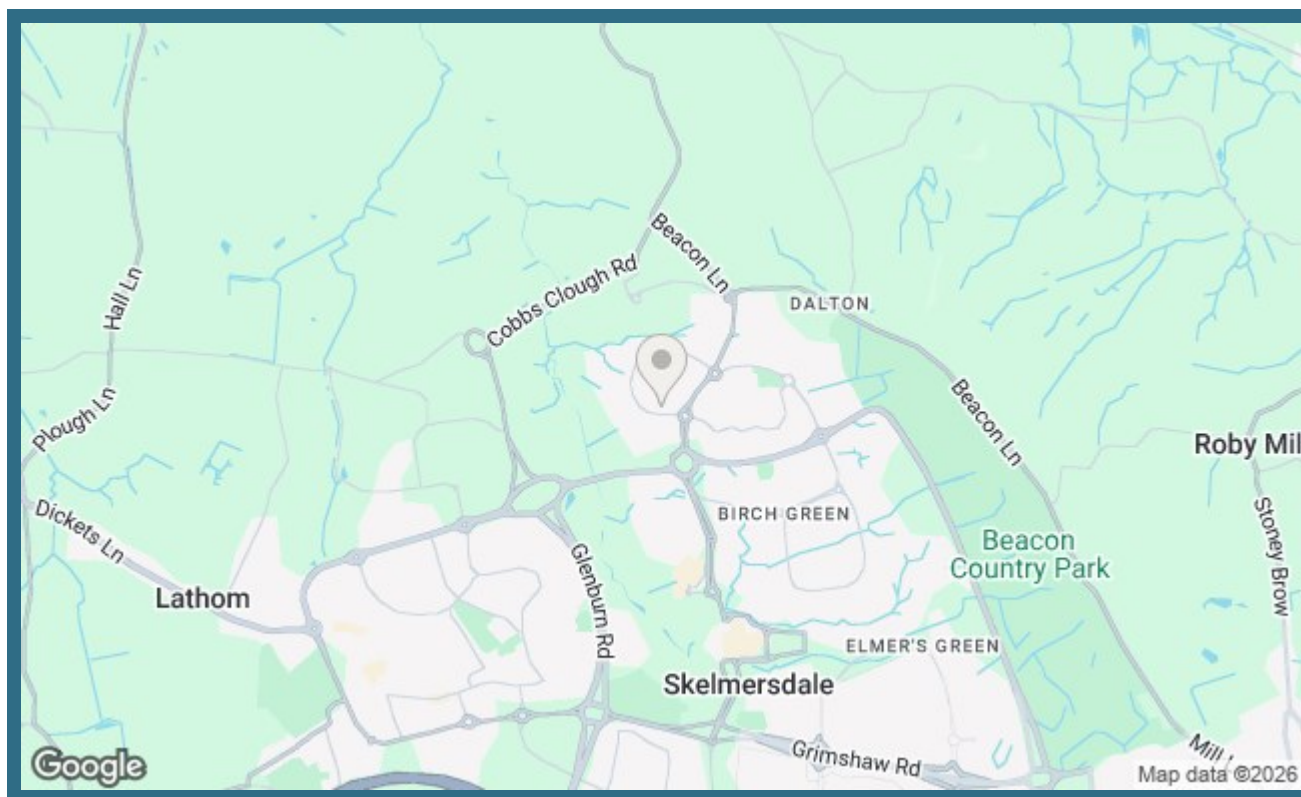 Beacon Ln
Cobbs Clough Rd
Hall Ln
DALTON
Plough Ln
Beacon Ln
Roby Mil
Dickets Ln
BIRCH GREEN
Beacon
Country Park
Stoney Brow
Glenburn Rd
Lathom
ELMER'S GREEN
Skelmersdale
Grimshaw Rd
Mill L
Google
Map data ©2026